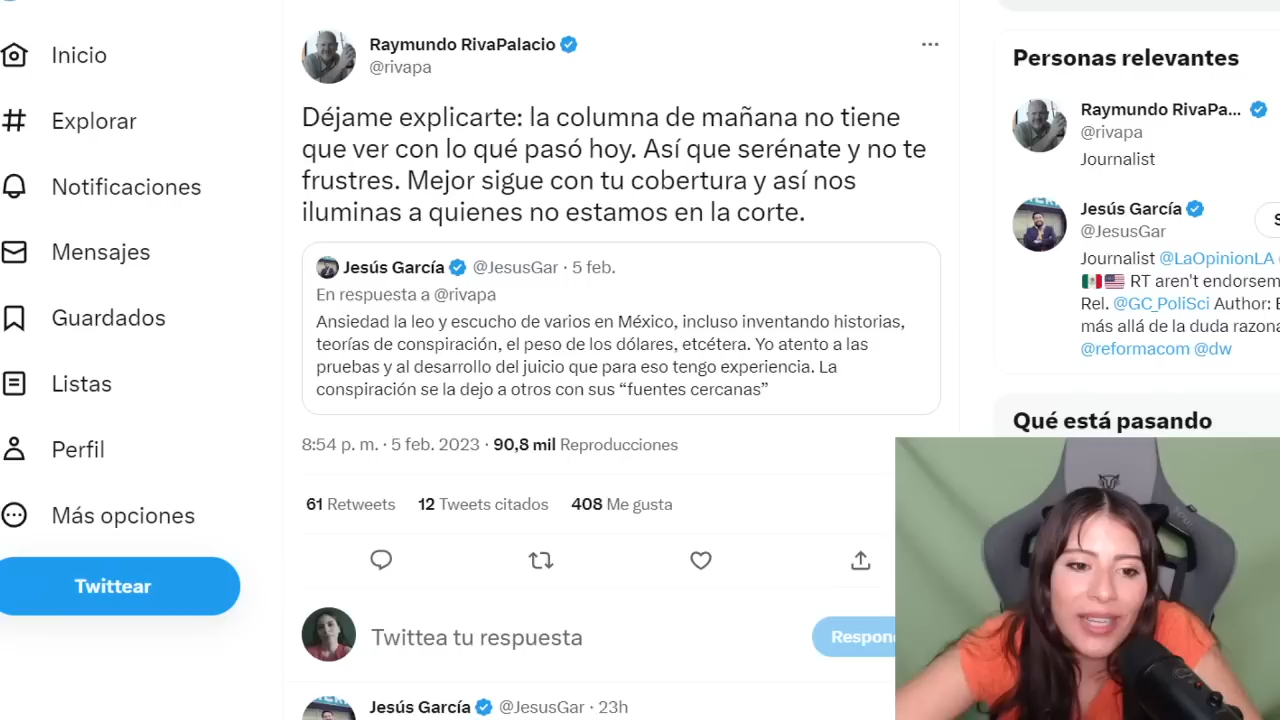 Inicio
Explorar
Notificaciones
Mensajes
Guardados
Listas
Perfil
Más opciones
Twittear
Raymundo RivaPalacio
@rivapa
Déjame explicarte: la columna de mañana no tiene
que ver con lo qué pasó hoy. Así que serénate y no te
frustres. Mejor sigue con tu cobertura y así nos
iluminas a quienes no estamos en la corte.
Jesús García @JesusGar · 5 feb.
En respuesta a @rivapa
Ansiedad la leo y escucho de varios en México, incluso inventando historias,
teorías de conspiración, el peso de los dólares, etcétera. Yo atento a las
pruebas y al desarrollo del juicio que para eso tengo experiencia. La
conspiración se la dejo a otros con sus “fuentes cercanas”
8:54 p. m. · 5 feb. 2023 · 90,8 mil Reproducciones
61 Retweets 12 Tweets citados 408 Me gusta
Twittea tu respuesta
Respon
Jesús García @JesusGar · 23h
Personas relevantes
Raymundo RivaPa...
@rivapa
Journalist
Jesús García
@JesusGar
S
Journalist @LaOpinionLA
RT aren't endorsem
Rel. @GC_PoliSci Author: E
más allá de la duda razona
@reformacom @dw
Qué está pasando